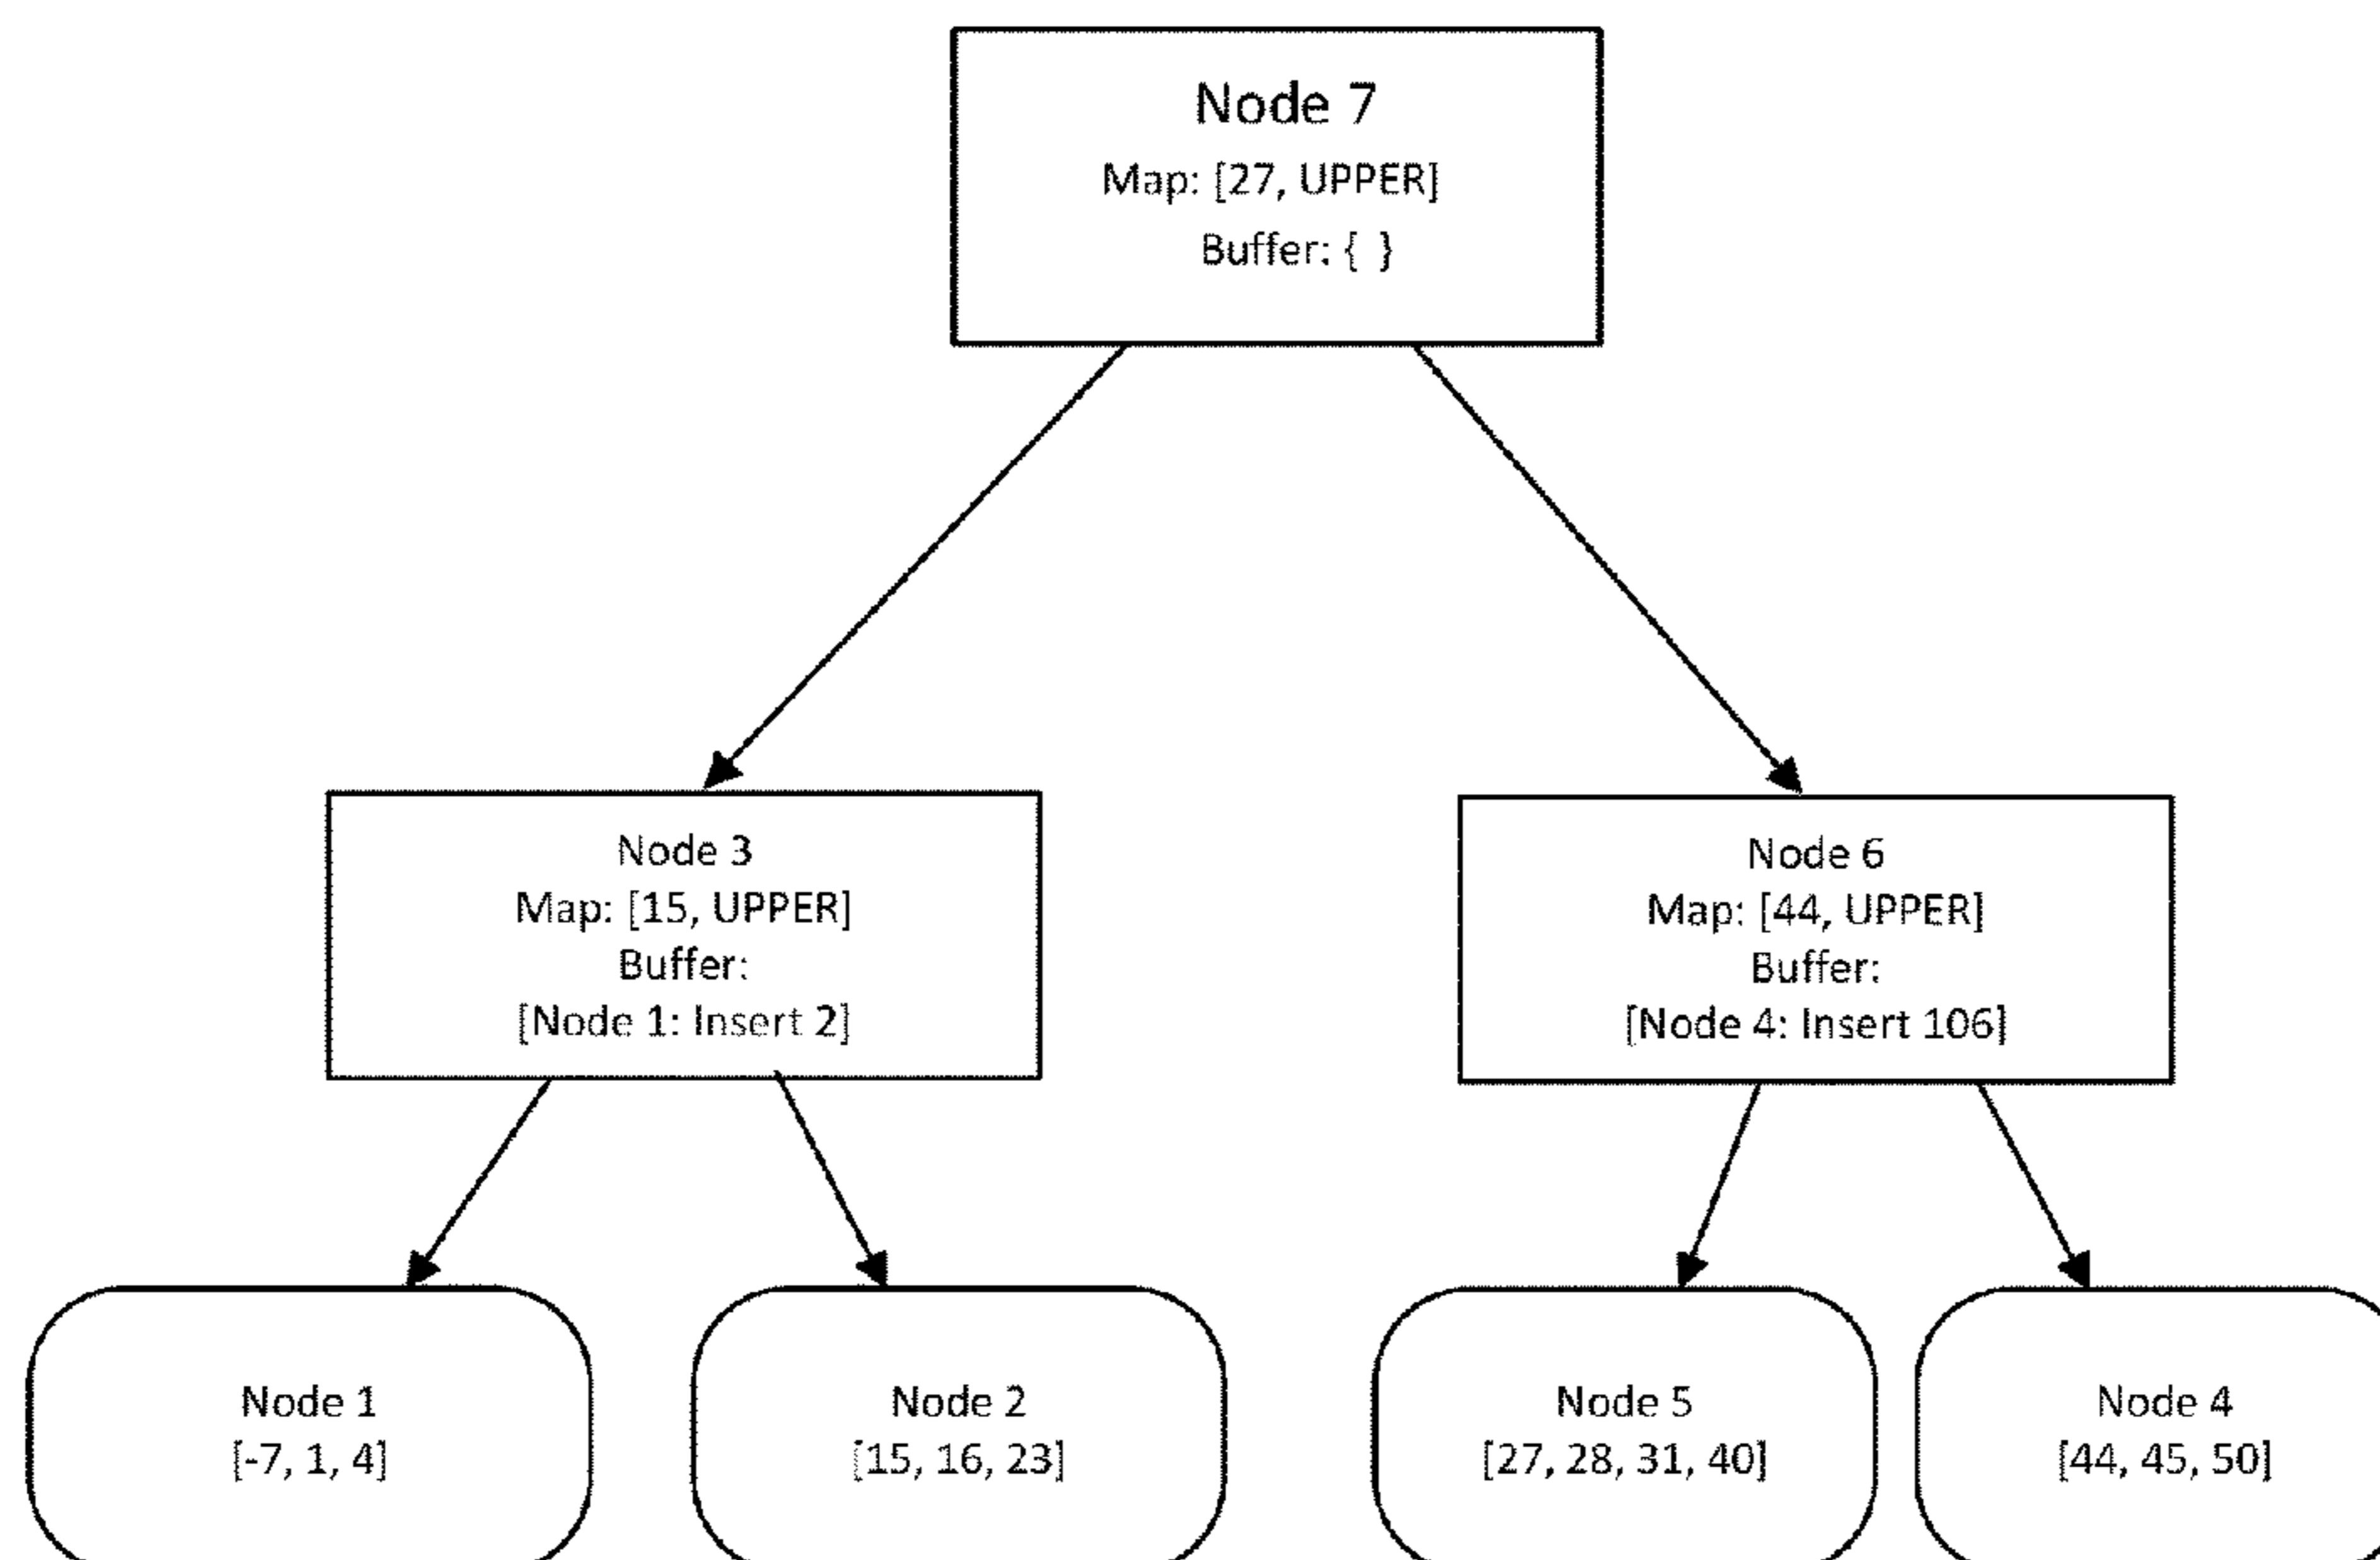 Node 7
Map: [27, UPPER]
Buffer: { }
Node 3
Map: [15, UPPER]
Buffer:
[Node 1: Insert 2]
Node 6
Map: [44, UPPER]
Buffer:
[Node 4: Insert 106]
Node 1
[-7, 1, 4]
Node 2
[15, 16, 23]
Node 5
[27, 28, 31, 40]
Node 4
[44, 45, 50]